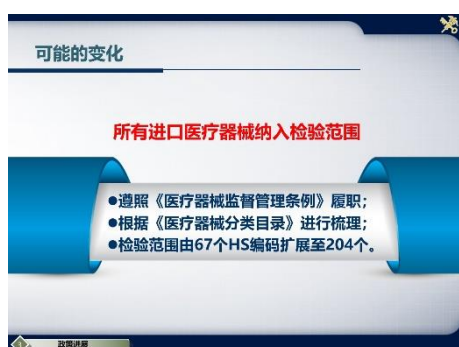 可能的变化
所有进口医疗器械纳入检验范围
●遵照《医疗器械监督管理条例》履职；
●根据《医疗器械分类目录》进行梳理；
●检验范围由67个HS编码扩展至204个。